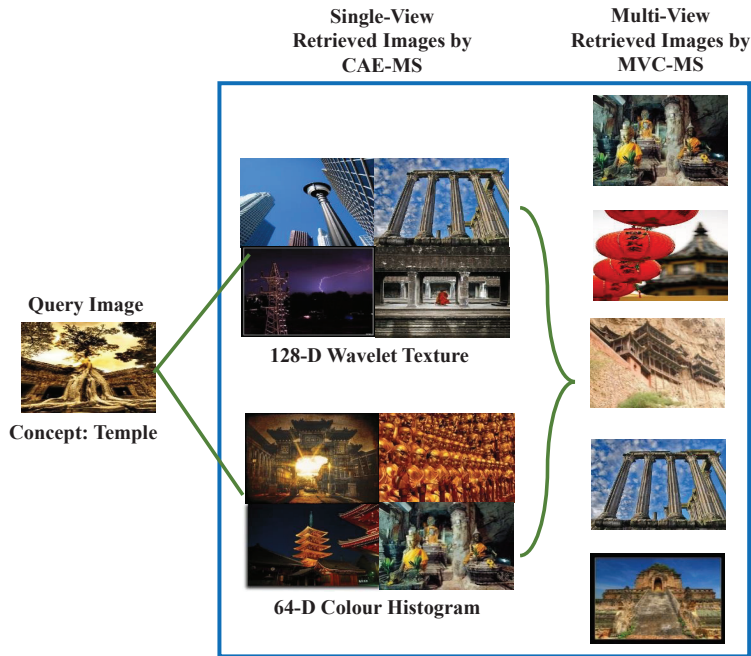 Single-View
Retrieved Images by
CAE-MS
Multi-View
Retrieved Images by
MVC-MS
Query Image
Concept: Temple
128-D Wavelet Texture
64-D Colour Histogram